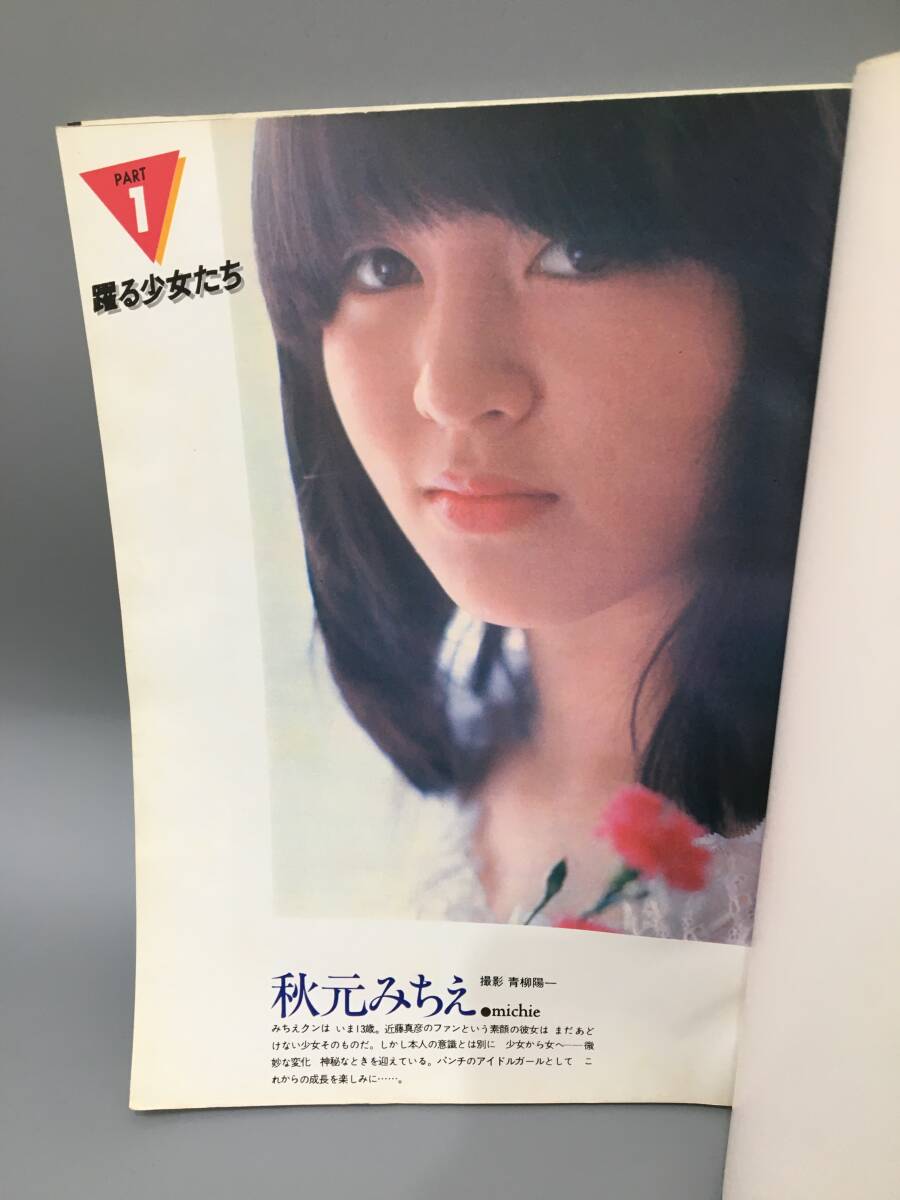 PART
1
躍る少女たち
秋元みちえ
撮影 青柳陽一
●michie
みちえクンは いま13歳。近藤真彦のファンという素顔の彼女は まだあど
けない少女そのものだ。しかし本人の意識とは別に 少女から女へ——微
妙な変化 神秘なときを迎えている。パンチのアイドルガールとして こ
れからの成長を楽しみに……。